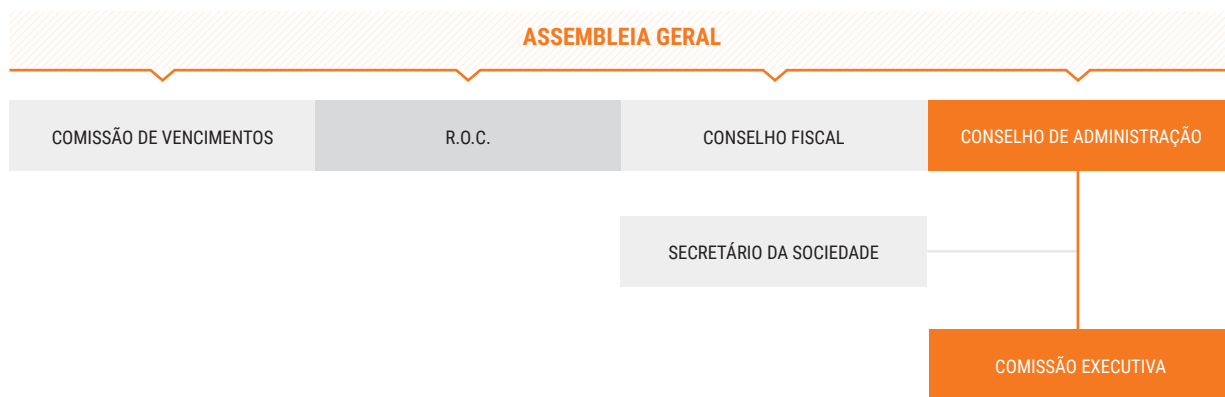 ASSEMBLEIA GERAL
COMISSÃO DE VENCIMENTOS
R.O.C.
CONSELHO FISCAL
CONSELHO DE ADMINISTRAÇÃO
SECRETÁRIO DA SOCIEDADE
COMISSÃO EXECUTIVA